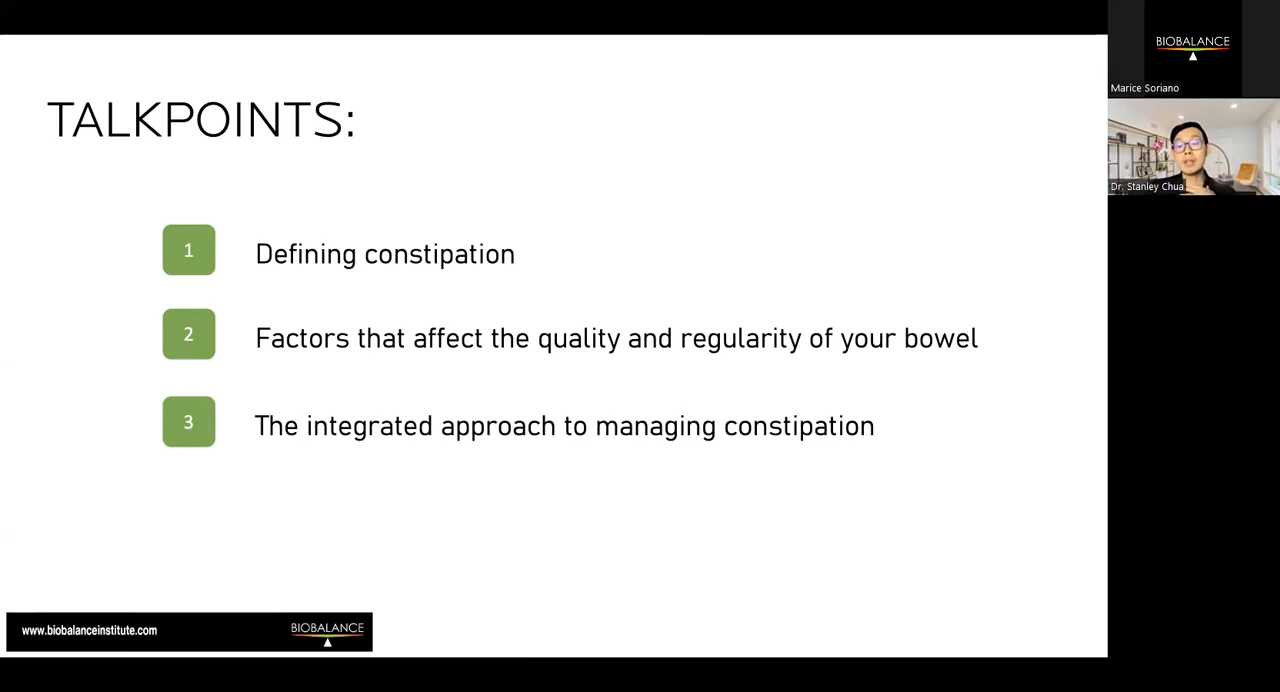 TALKPOINTS:
1 Defining constipation
2 Factors that affect the quality and regularity of your bowel
3 The integrated approach to managing constipation
www.biobalanceinstitute.com
BIOBALANCE
BIOBALANCE
Marice Soriano
Dr. Stanley Chua